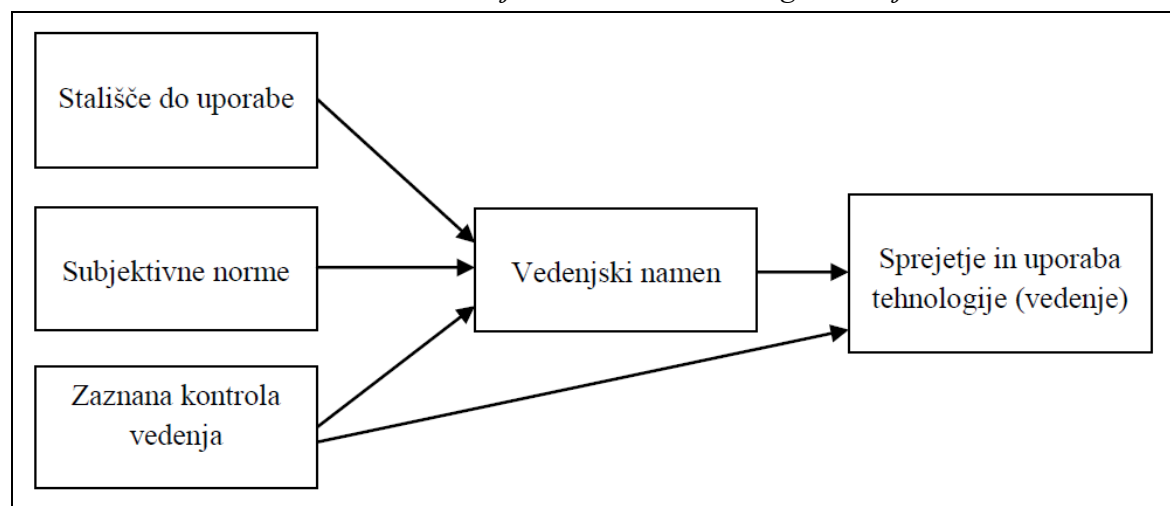 Stališče do uporabe
Subjektivne norme
Zaznana kontrola
vedenja
Vedenjski namen
Sprejetje in uporaba
tehnologije (vedenje)